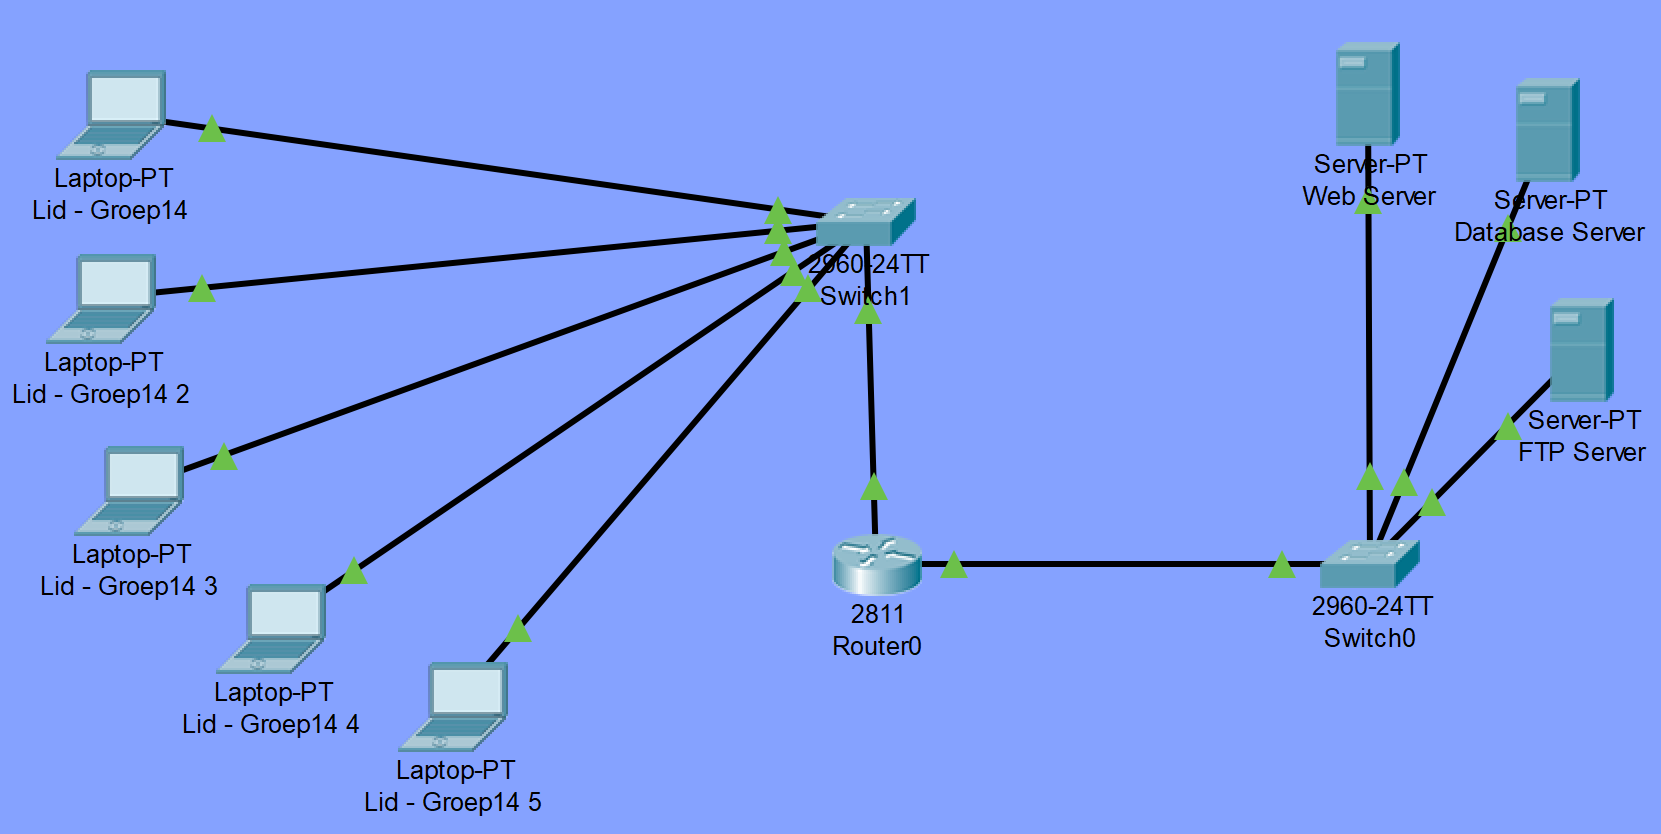 Laptop-PT
Lid - Groep14
Laptop-PT
Lid - Groep14 2
Laptop-PT
Lid - Groep14 3
Laptop-PT
Lid - Groep14 4
Laptop-PT
Lid - Groep14 5
2960-24TT
Switch1
2811
Router0
Server-PT
Web Server
Server-PT
Database Server
Server-PT
FTP Server
2960-24TT
Switch0